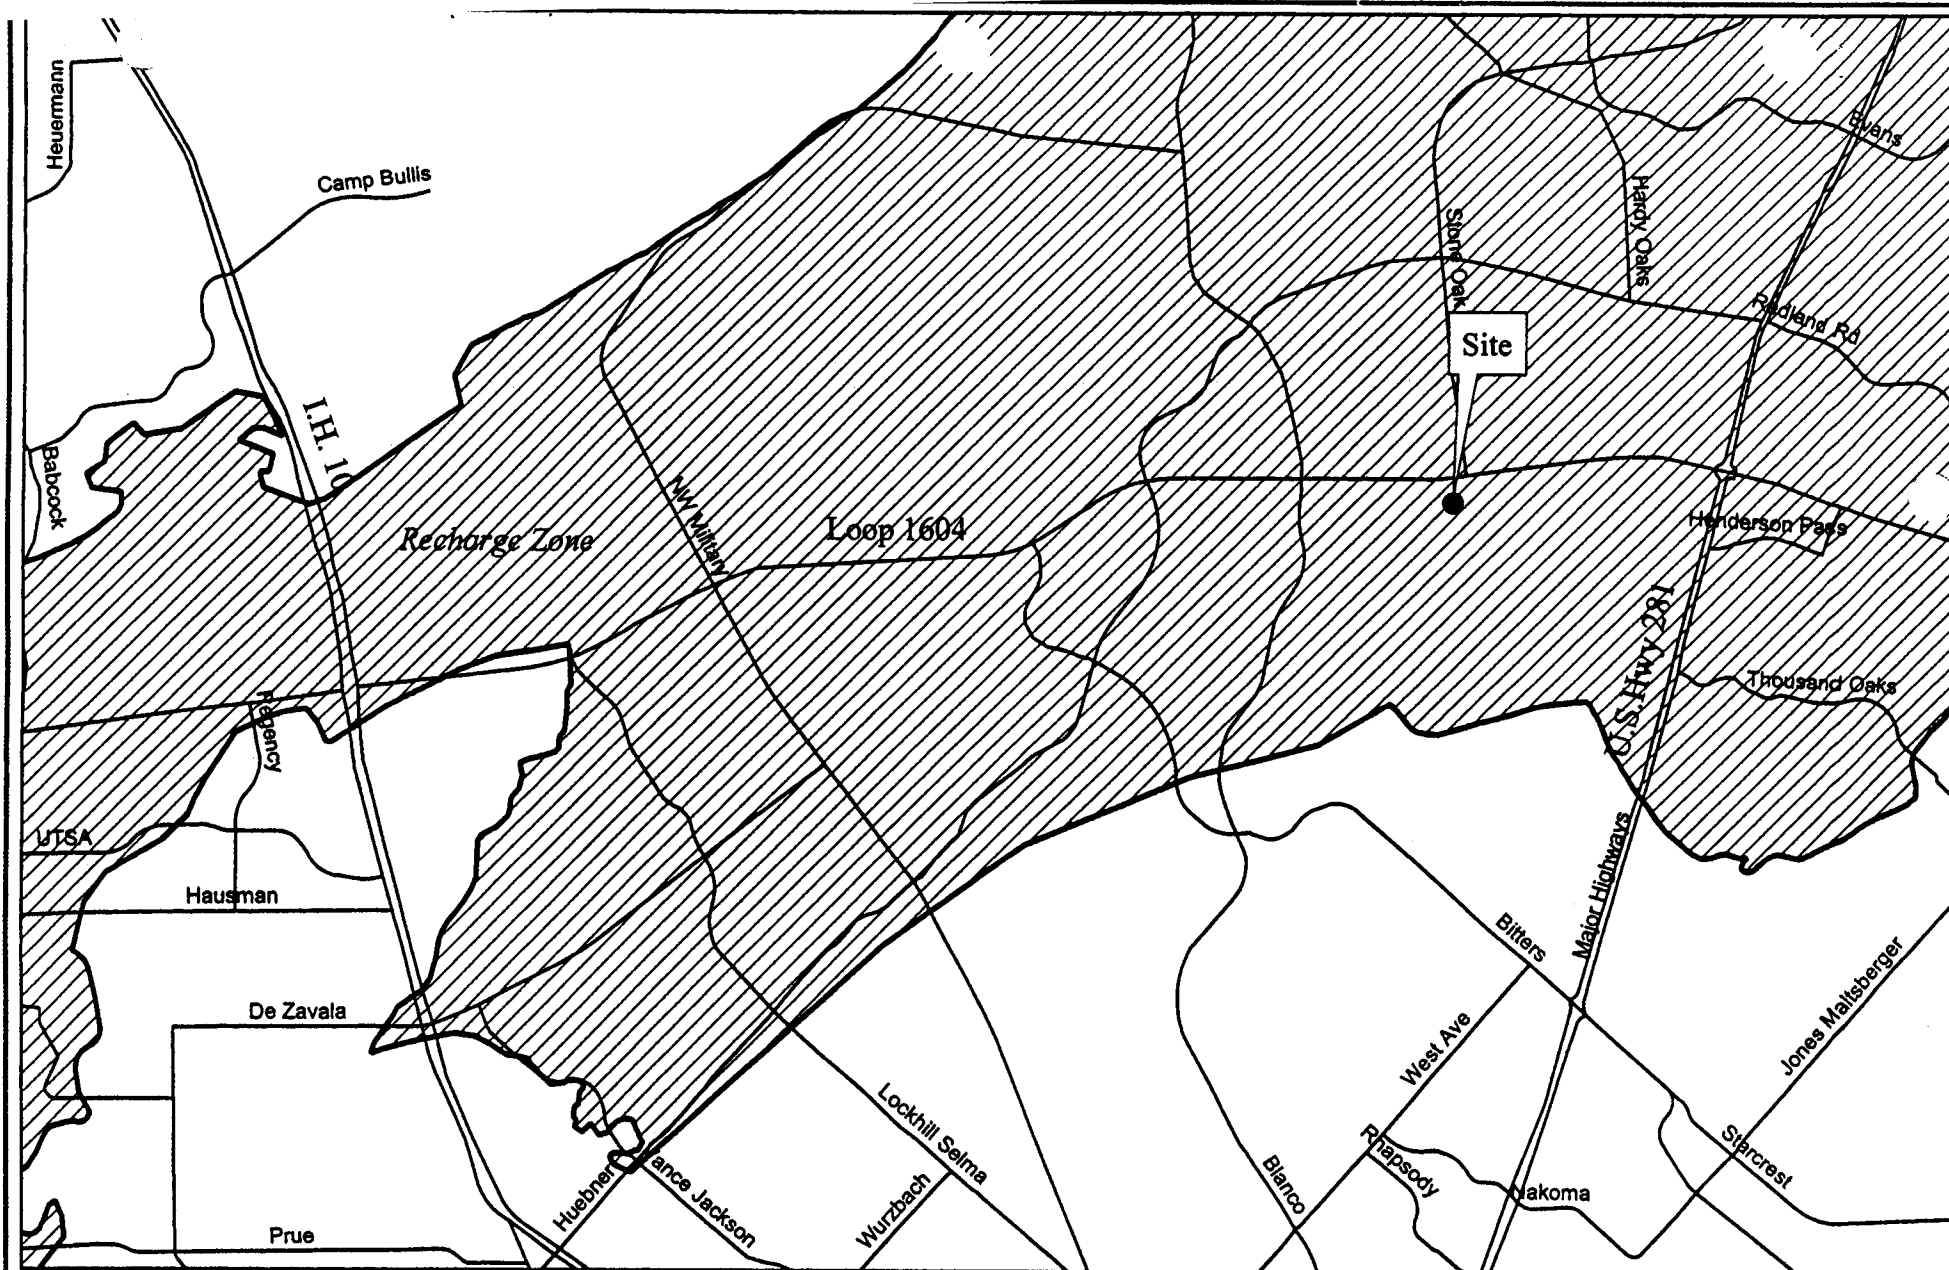 Heuermann
Camp Bullis
Evans
Hardy Oaks
Stone Oak
Redland Rd
Site
I.H. 10
Babcock
NW Military
Recharge Zone
Loop 1604
Henderson Pass
U.S.Hwy 281
Thousand Oaks
Regency
UTSA
Hausman
Major Highways
Bitters
De Zavala
West Ave
Jones Maltsberger
Lockhill Selma
Rhapsody
Starcrest
Huebner
ance Jackson
Wurzbach
Blanco
Nakoma
Prue